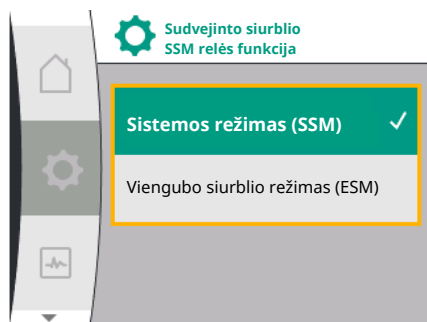 Sudvejinto siurblio
SSM relės funkcija
Sistemos režimas (SSM)
Viengubo siurblio režimas (ESM)